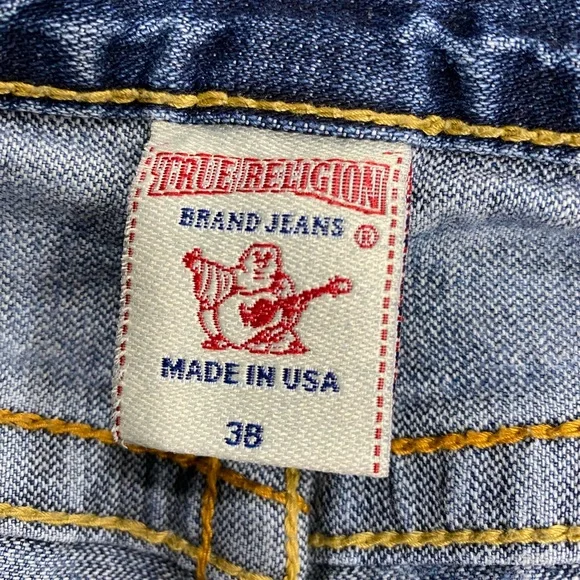 TRUE RELIGION
BRAND JEANS ®
MADE IN USA
38